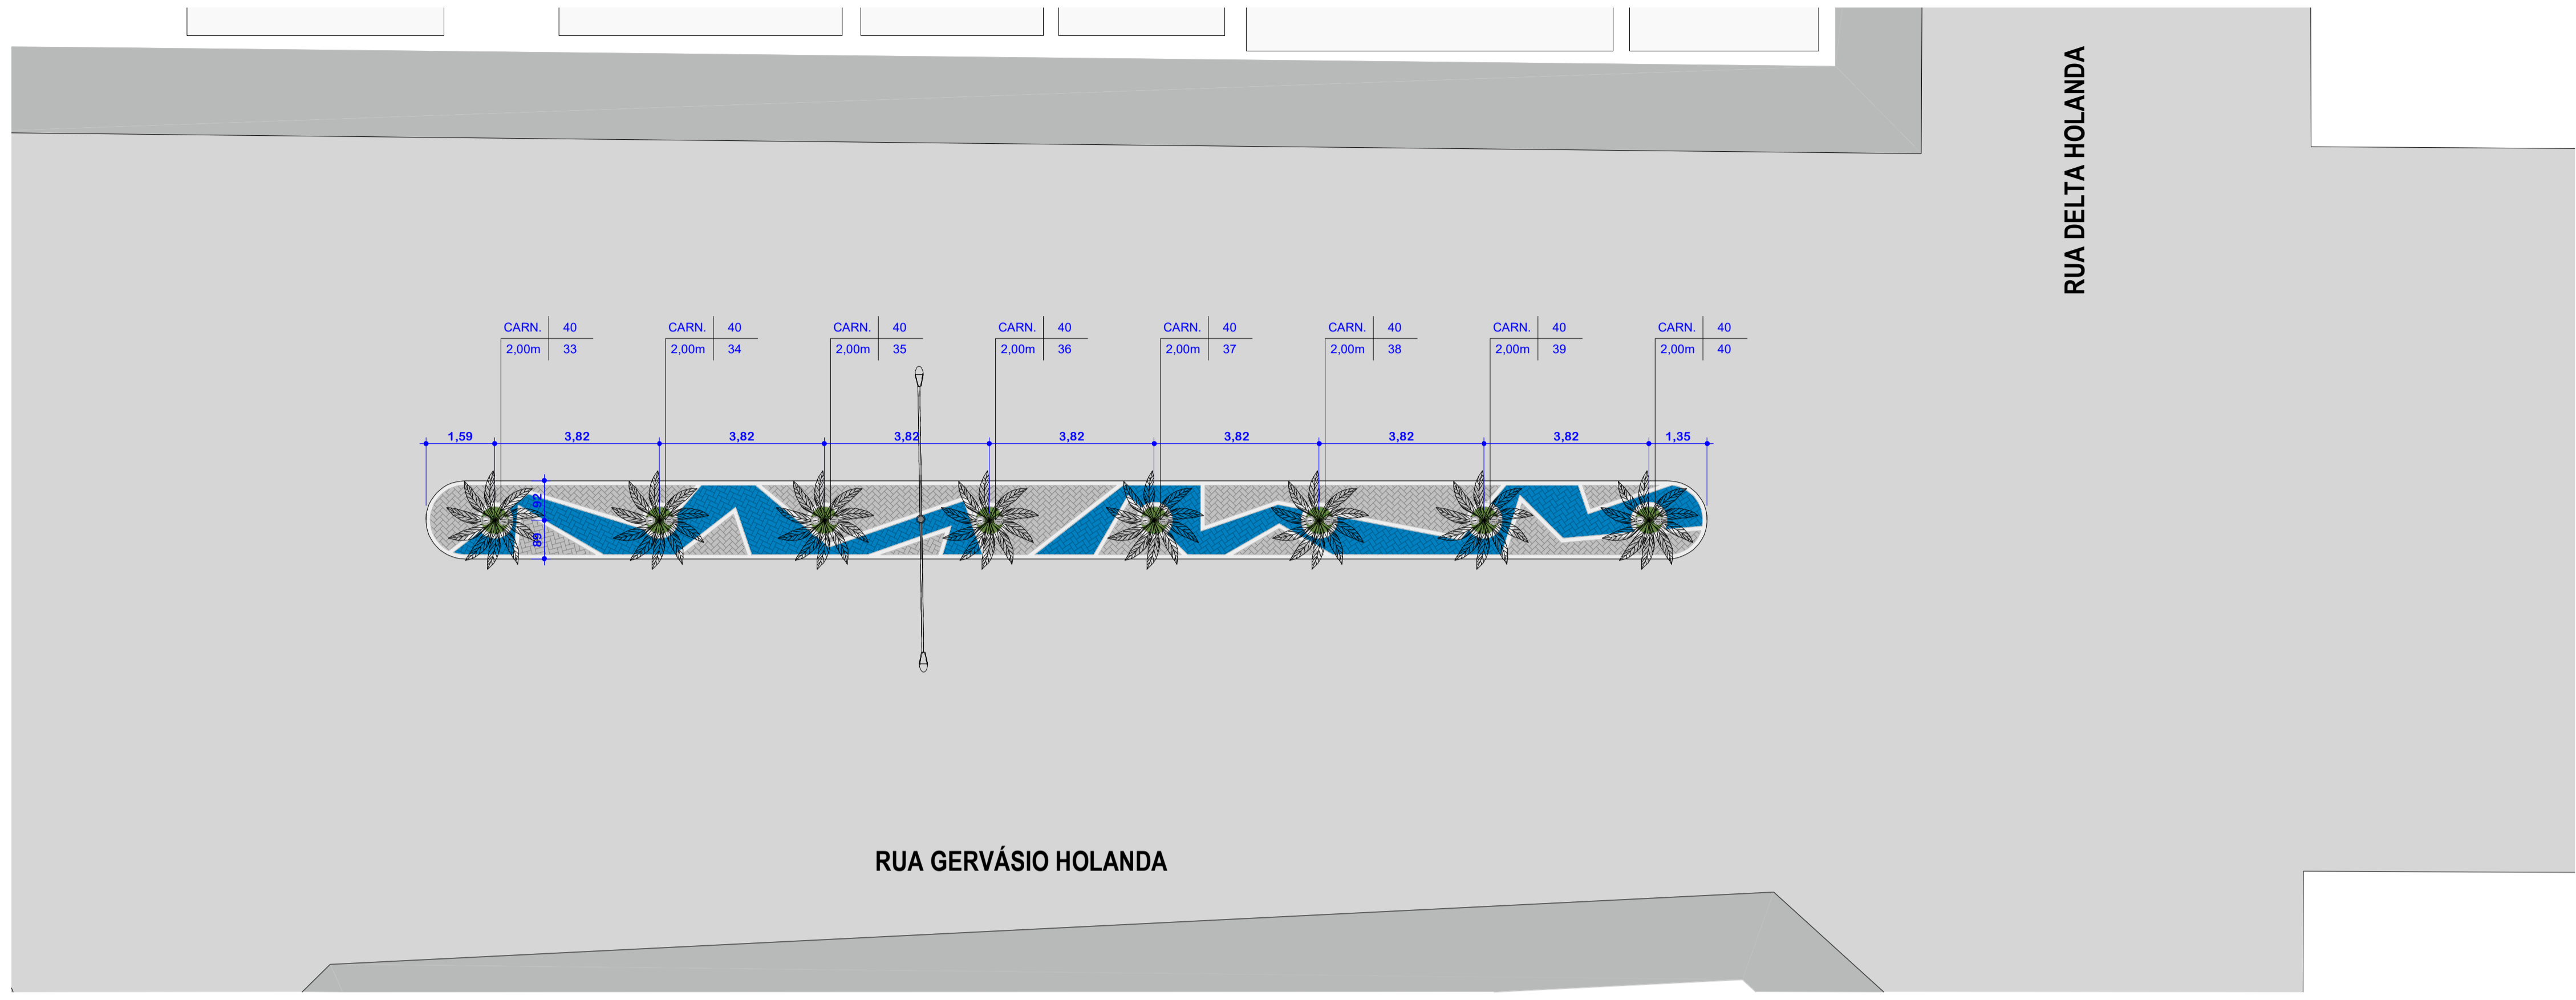 RUA DELTA HOLANDA
CARN. 40
2,00m 33
CARN. 40
2,00m 34
CARN. 40
2,00m 35
CARN. 40
2,00m 36
CARN. 40
2,00m 37
CARN. 40
2,00m 38
CARN. 40
2,00m 39
CARN. 40
2,00m 40
1,59 3,82 3,82 3,82 3,82 3,82 3,82 3,82 1,35
92
89
RUA GERVÁSIO HOLANDA